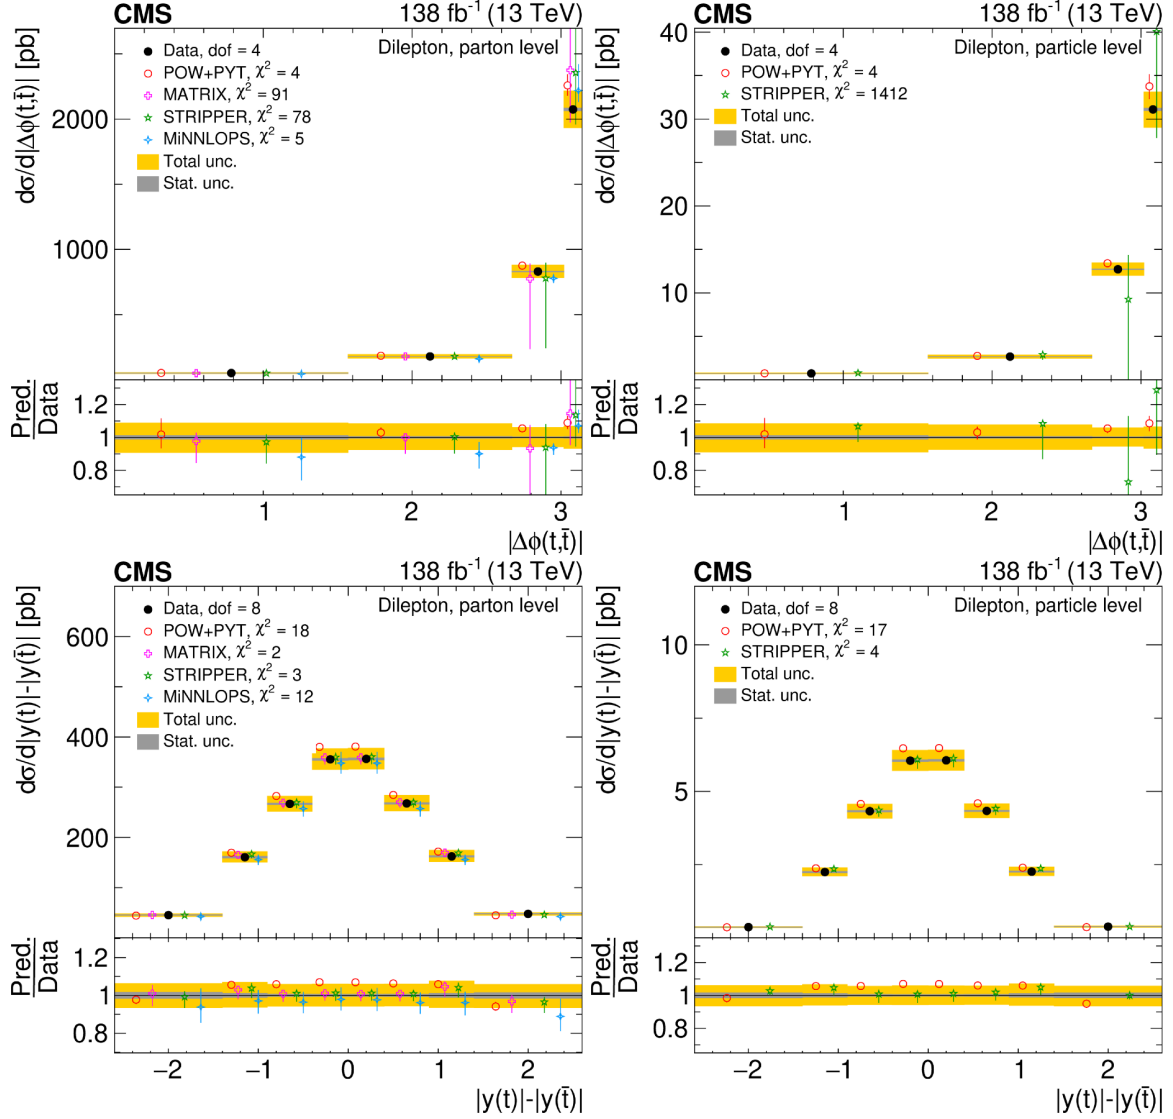 CMS 138 fb⁻¹ (13 TeV)
dσ/d|Δϕ(t,t̄)| [pb]
Dilepton, parton level
Data, dof = 4
POW+PYT, χ² = 4
MATRIX, χ² = 91
STRIPPER, χ² = 78
MiNNLOPS, χ² = 5
Total unc.
Stat. unc.
2000
1000
Pred.
Data
1.2
1
0.8
1 2 3
|Δϕ(t,t̄)|
CMS 138 fb⁻¹ (13 TeV)
dσ/d|Δϕ(t,t̄)| [pb]
Dilepton, particle level
Data, dof = 4
POW+PYT, χ² = 4
STRIPPER, χ² = 1412
Total unc.
Stat. unc.
40
30
20
10
Pred.
Data
1.2
1
0.8
1 2 3
|Δϕ(t,t̄)|
CMS 138 fb⁻¹ (13 TeV)
dσ/d|y(t)|-|y(t̄)| [pb]
Dilepton, parton level
Data, dof = 8
POW+PYT, χ² = 18
MATRIX, χ² = 2
STRIPPER, χ² = 3
MiNNLOPS, χ² = 12
Total unc.
Stat. unc.
600
400
200
Pred.
Data
1.2
1
0.8
−2 −1 0 1 2
|y(t)|-|y(t̄)|
CMS 138 fb⁻¹ (13 TeV)
dσ/d|y(t)|-|y(t̄)| [pb]
Dilepton, particle level
Data, dof = 8
POW+PYT, χ² = 17
STRIPPER, χ² = 4
Total unc.
Stat. unc.
10
5
Pred.
Data
1.2
1
0.8
−2 −1 0 1 2
|y(t)|-|y(t̄)|